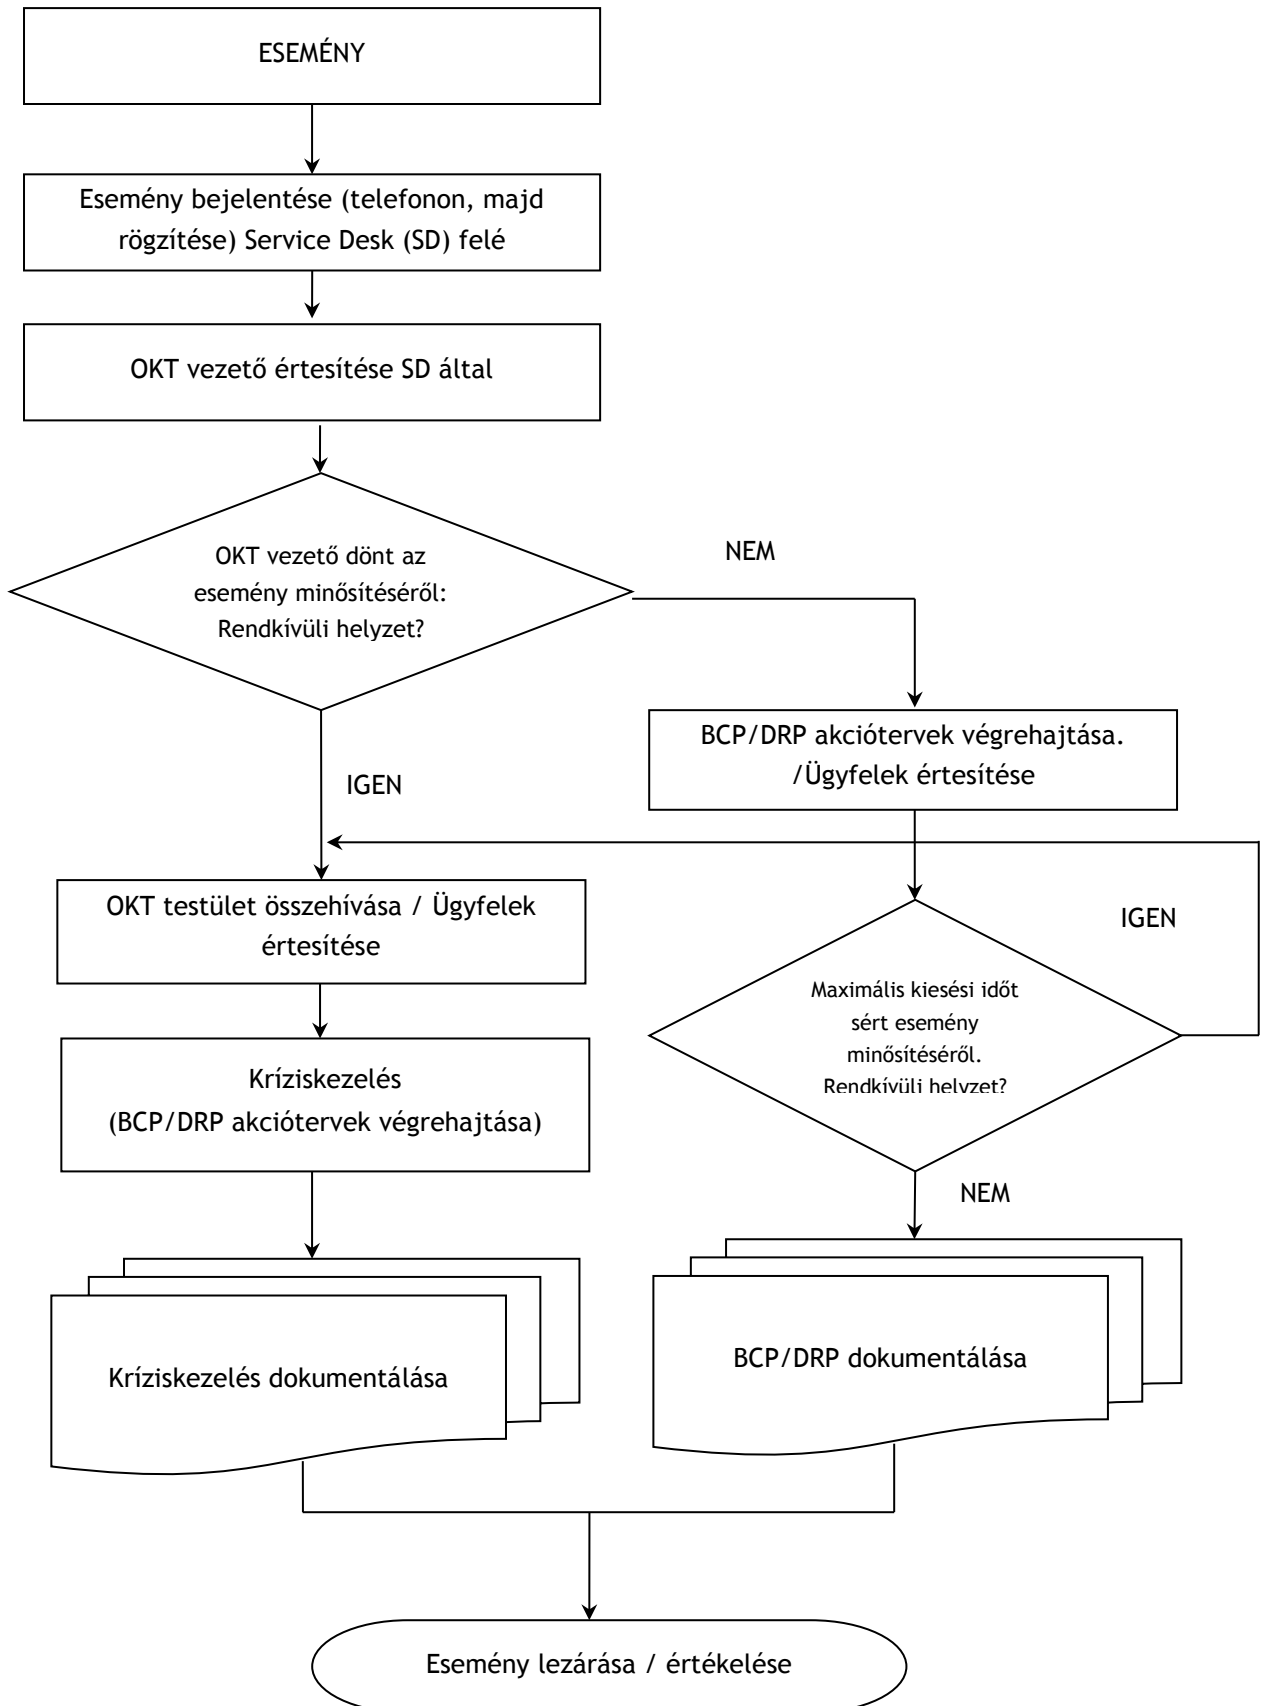 ESEMÉNY
Esemény bejelentése (telefonon, majd
rögzítése) Service Desk (SD) felé
OKT vezető értesítése SD által
OKT vezető dönt az
esemény minősítéséről:
Rendkívüli helyzet?
NEM
BCP/DRP akciótervek végrehajtása.
/Ügyfelek értesítése
IGEN
OKT testület összehívása / Ügyfelek
értesítése
IGEN
Maximális kiesési időt
sért esemény
minősítéséről.
Rendkívüli helyzet?
Kríziskezelés
(BCP/DRP akciótervek végrehajtása)
NEM
Kríziskezelés dokumentálása
BCP/DRP dokumentálása
Esemény lezárása / értékelése